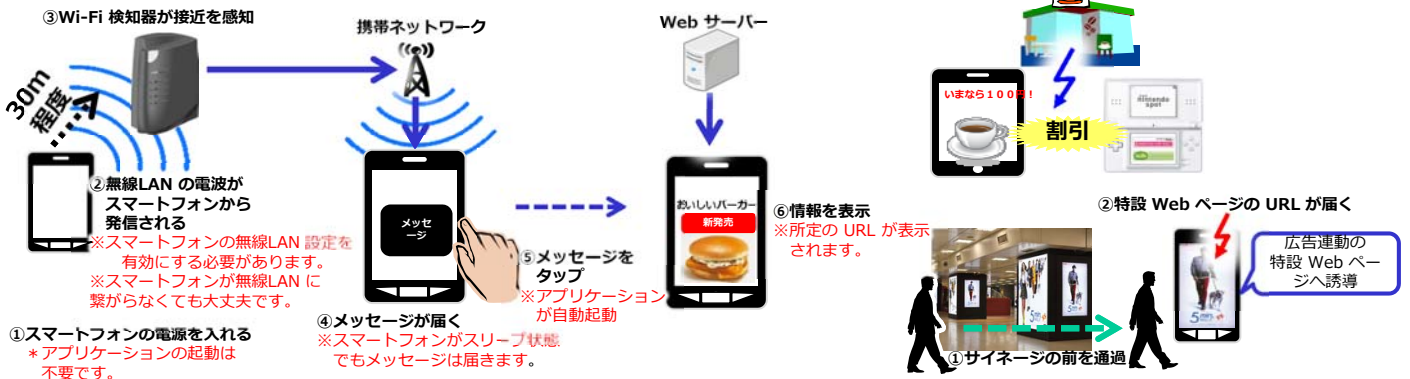 ③Wi-Fi 検知器が接近を感知
30m
程度
②無線LAN の電波が
スマートフォンから
発信される
※スマートフォンの無線LAN 設定を
有効にする必要があります。
※スマートフォンが無線LAN に
繋がらなくても大丈夫です。
①スマートフォンの電源を入れる
＊アプリケーションの起動は
不要です。
携帯ネットワーク
メッセ
ージ
④メッセージが届く
※スマートフォンがスリープ状態
でもメッセージは届きます。
⑤メッセージを
タップ
※アプリケーション
が自動起動
Web サーバー
おいしいバーガー
新発売
⑥情報を表示
※所定の URL が表示
されます。
いまなら１００円！
割引
Nintendo
spot
①サイネージの前を通過
②特設 Web ページの URL が届く
広告連動の
特設 Web ペー
ジへ誘導